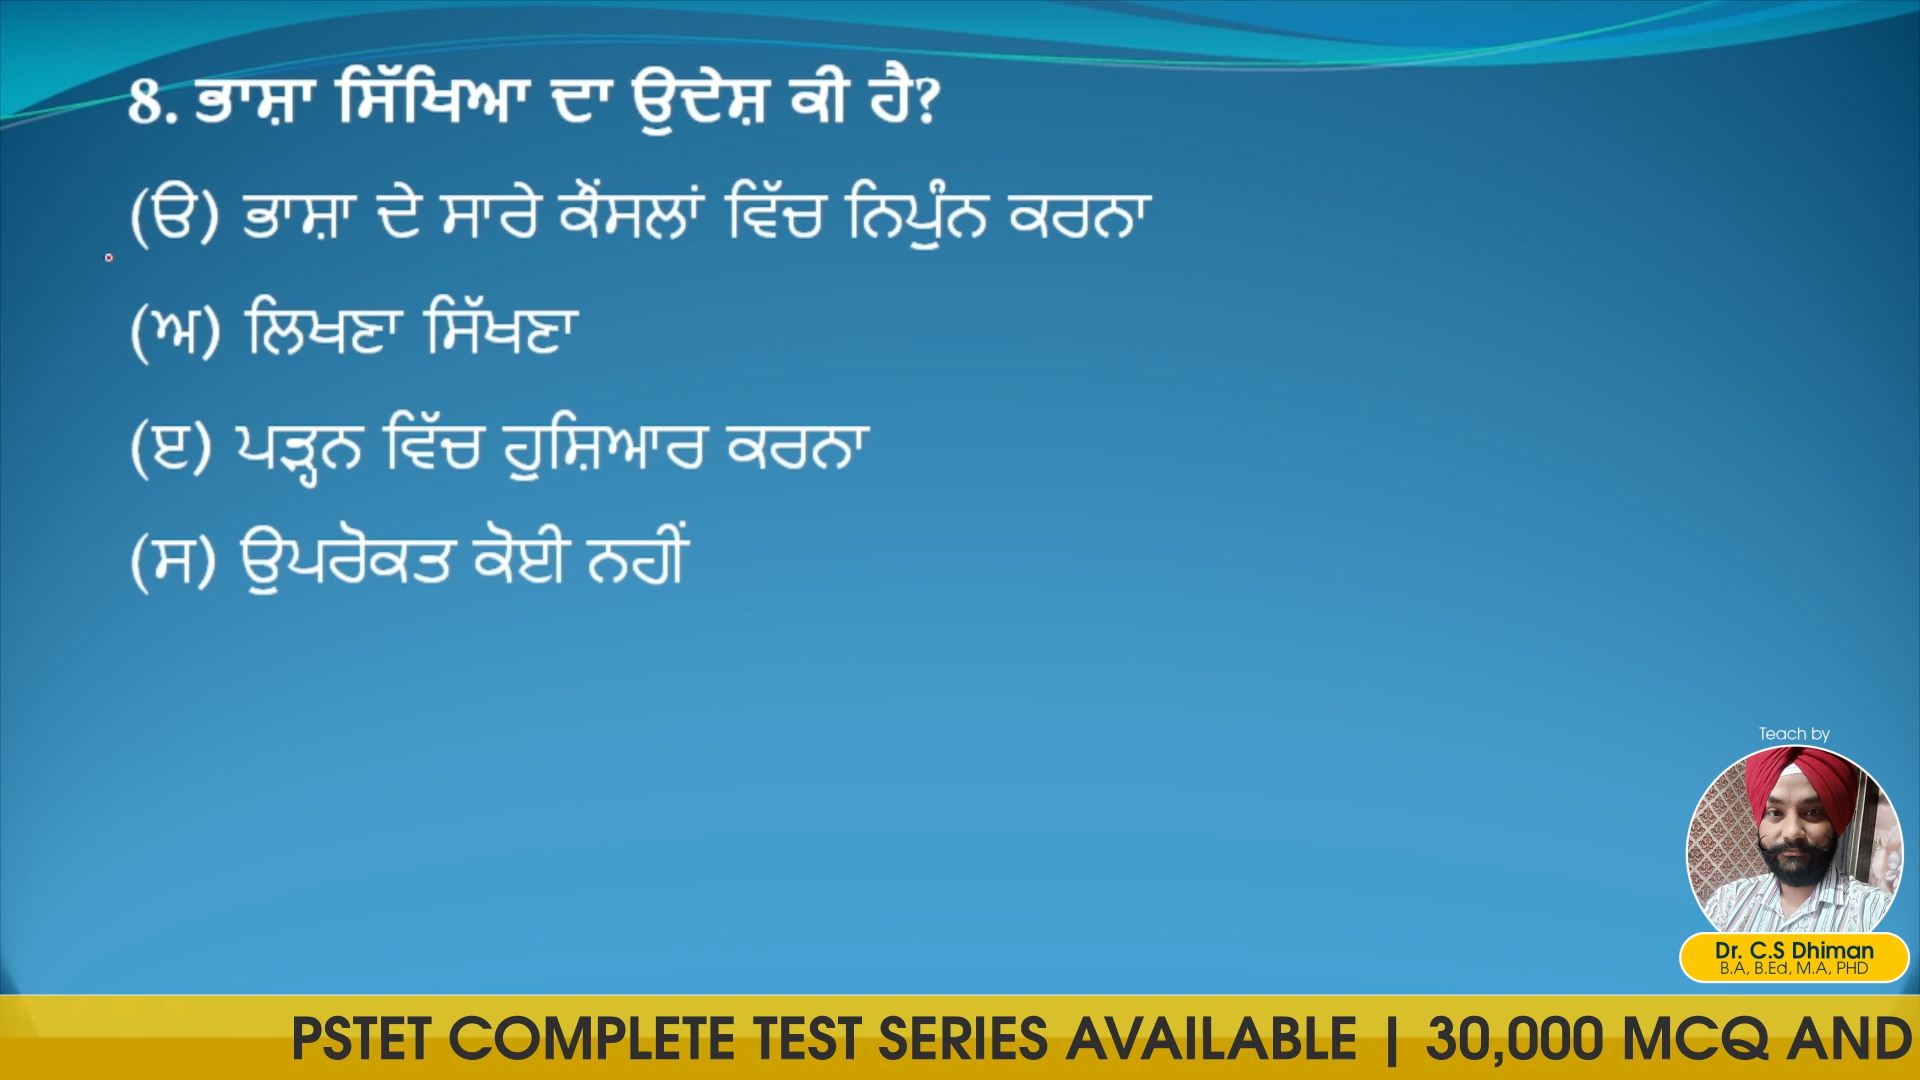 8. ਭਾਸ਼ਾ ਸਿੱਖਿਆ ਦਾ ਉਦੇਸ਼ ਕੀ ਹੈ?
(ੳ) ਭਾਸ਼ਾ ਦੇ ਸਾਰੇ ਕੌਂਸਲਾਂ ਵਿੱਚ ਨਿਪੁੰਨ ਕਰਨਾ
(ਅ) ਲਿਖਣਾ ਸਿੱਖਣਾ
(ੲ) ਪੜ੍ਹਨ ਵਿੱਚ ਹੁਸ਼ਿਆਰ ਕਰਨਾ
(ਸ) ਉਪਰੋਕਤ ਕੋਈ ਨਹੀਂ
Teach by
Dr. C.S Dhiman
B.A, B.Ed, M.A, PHD
PSTET COMPLETE TEST SERIES AVAILABLE | 30,000 MCQ AND